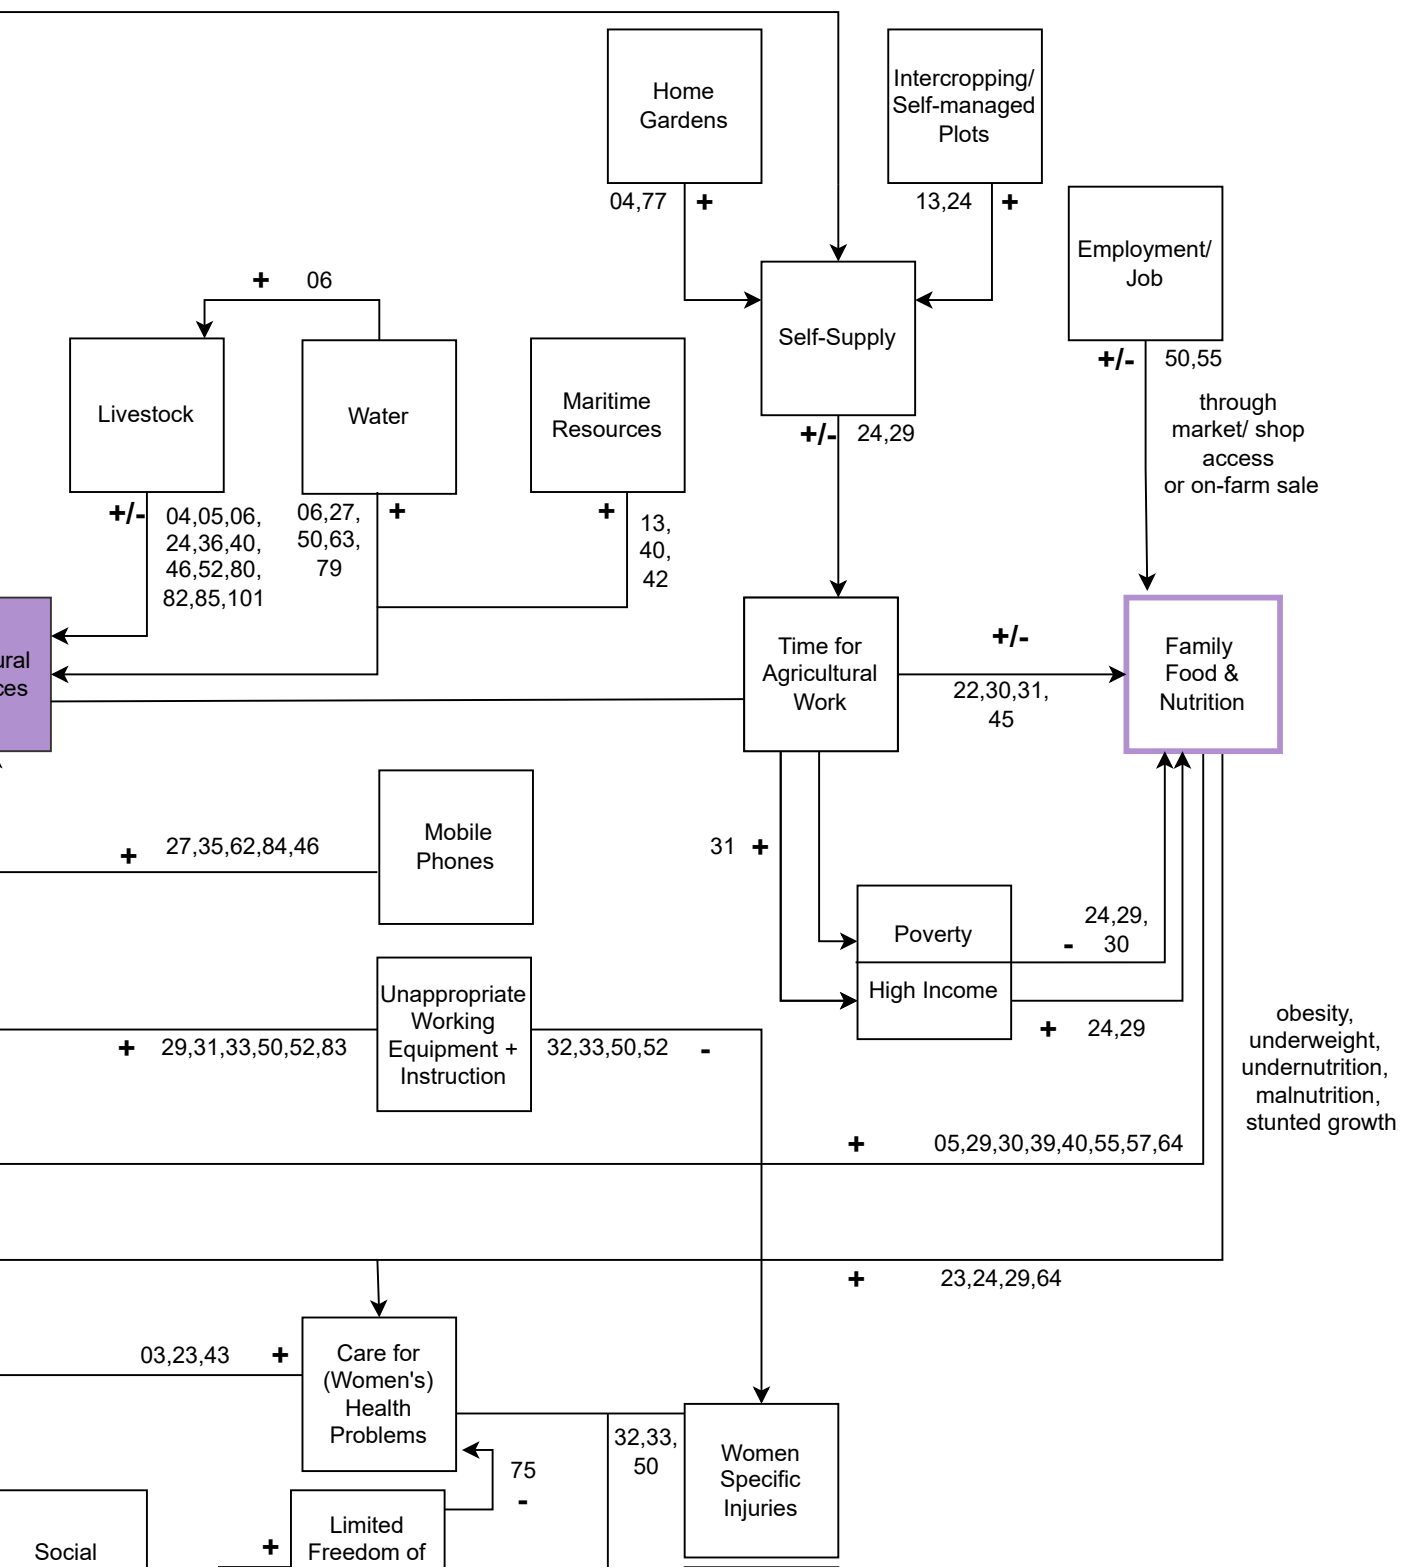 Home
Gardens
Intercropping/
Self-managed
Plots
04,77
+
13,24
+
Employment/
Job
+
06
Self-Supply
+/-
50,55
Livestock
Water
Maritime
Resources
through
market/ shop
access
or on-farm sale
+/-
24,29
+/-
04,05,06,
24,36,40,
46,52,80,
82,85,101
06,27,
50,63,
79
+
+
13,
40,
42
ural
ces
Time for
Agricultural
Work
+/-
22,30,31,
45
Family
Food &
Nutrition
+
27,35,62,84,46
Mobile
Phones
31
+
Poverty
-
24,29,
30
High Income
+
24,29
Unappropriate
Working
Equipment +
Instruction
+
29,31,33,50,52,83
32,33,50,52
-
obesity,
underweight,
undernutrition,
malnutrition,
stunted growth
+
05,29,30,39,40,55,57,64
+
23,24,29,64
03,23,43
+
Care for
(Women's)
Health
Problems
32,33,
50
Women
Specific
Injuries
75
-
Social
+
Limited
Freedom of